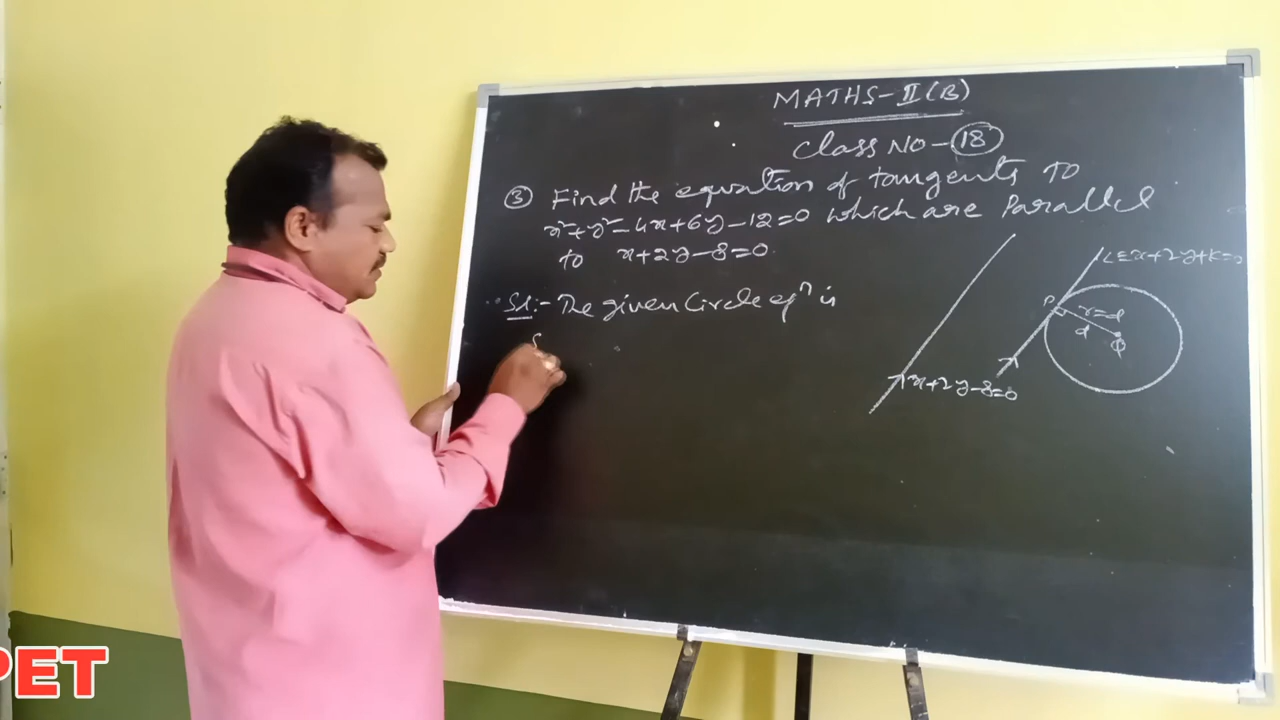 MATHS-II(B)
Class NO-18
③ Find the equation of tangents to
x²+y²-4x+6y-12=0 which are Parallel
to x+2y-8=0.
Sol:- The given Circle eqⁿ is
S
L≡x+2y+k=0
P
r=d
d
x+2y-8=0
PET